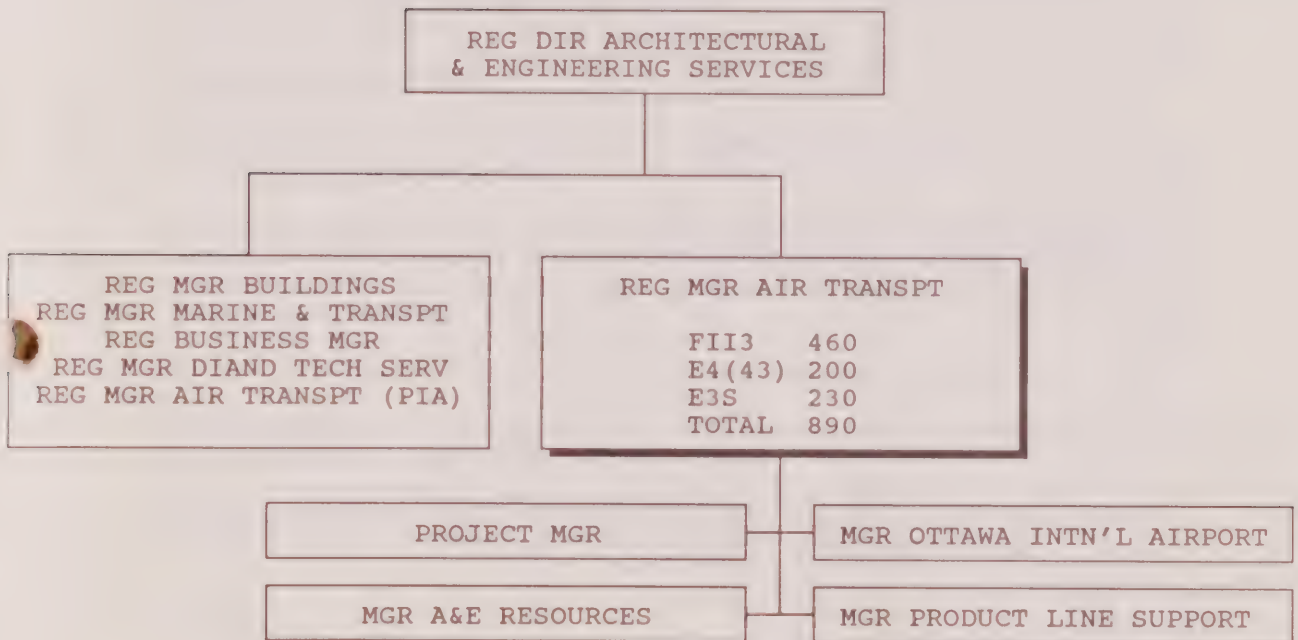 REG DIR ARCHITECTURAL
& ENGINEERING SERVICES
REG MGR BUILDINGS
REG MGR MARINE & TRANSPT
REG BUSINESS MGR
REG MGR DIAND TECH SERV
REG MGR AIR TRANSPT (PIA)
REG MGR AIR TRANSPT
FII3 460
E4(43) 200
E3S 230
TOTAL 890
PROJECT MGR
MGR OTTAWA INTN'L AIRPORT
MGR A&E RESOURCES
MGR PRODUCT LINE SUPPORT